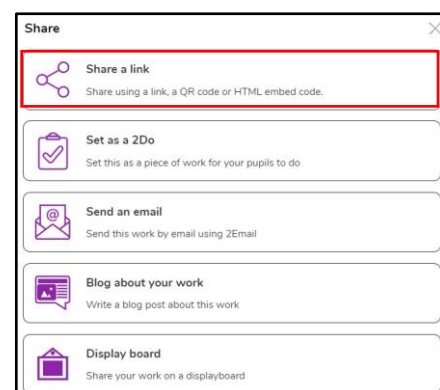 Share
Share a link
Share using a link, a QR code or HTML embed code.
Set as a 2Do
Set this as a piece of work for your pupils to do
Send an email
Send this work by email using 2Email
Blog about your work
Write a blog post about this work
Display board
Share your work on a displayboard